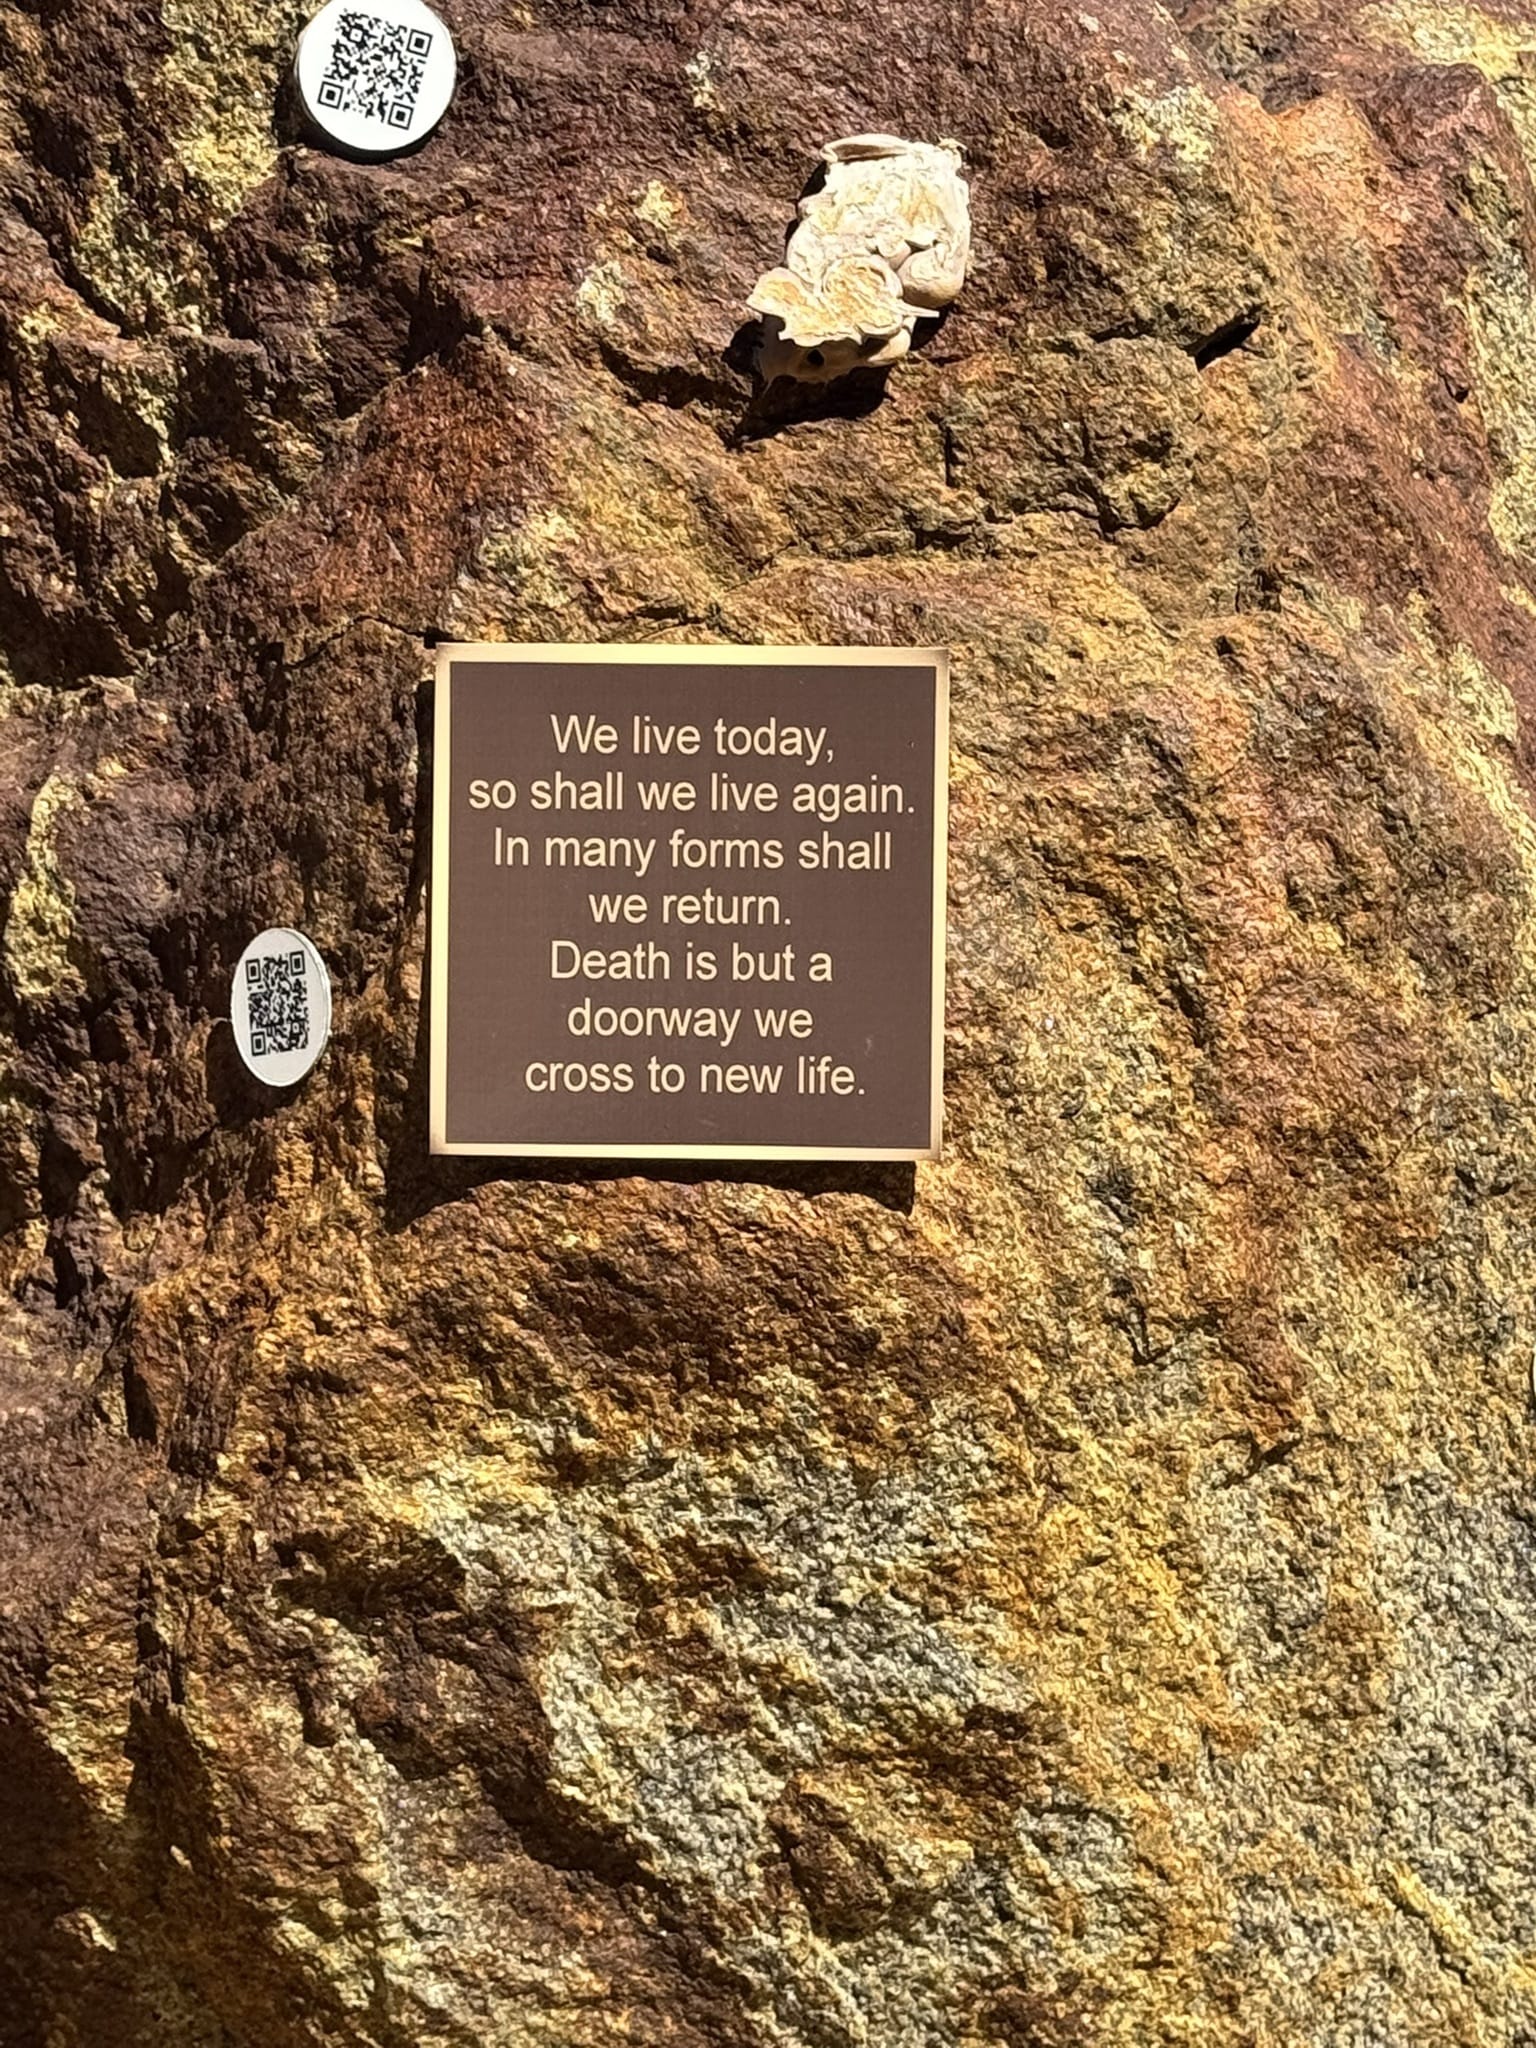 We live today,
so shall we live again.
In many forms shall
we return.
Death is but a
doorway we
cross to new life.